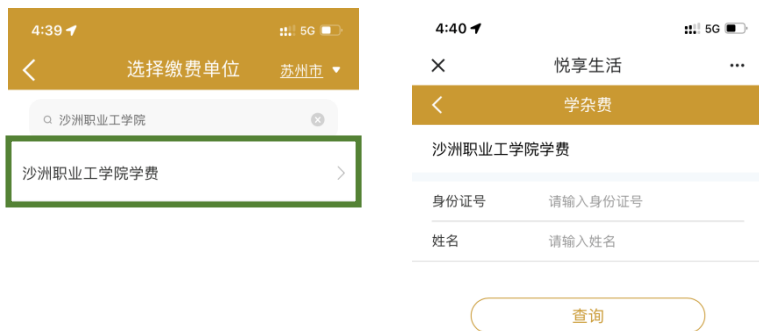 4:39
5G
选择缴费单位
苏州市
沙洲职业工学院
沙洲职业工学院学费
4:40
5G
悦享生活
学杂费
沙洲职业工学院学费
身份证号 请输入身份证号
姓名 请输入姓名
查询